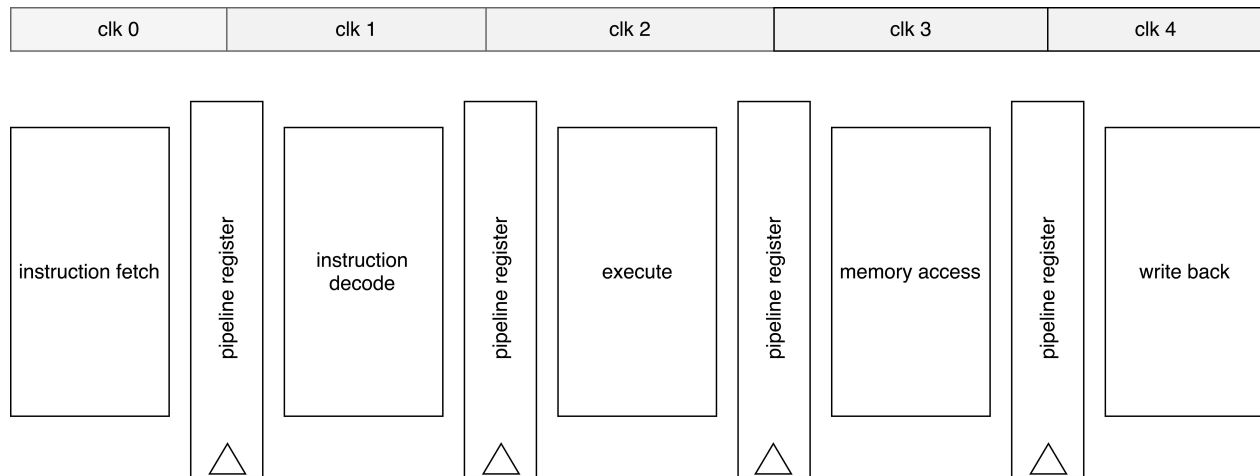 clk 0
clk 1
clk 2
clk 3
clk 4
instruction fetch
pipeline register
instruction
decode
pipeline register
execute
pipeline register
memory access
pipeline register
write back